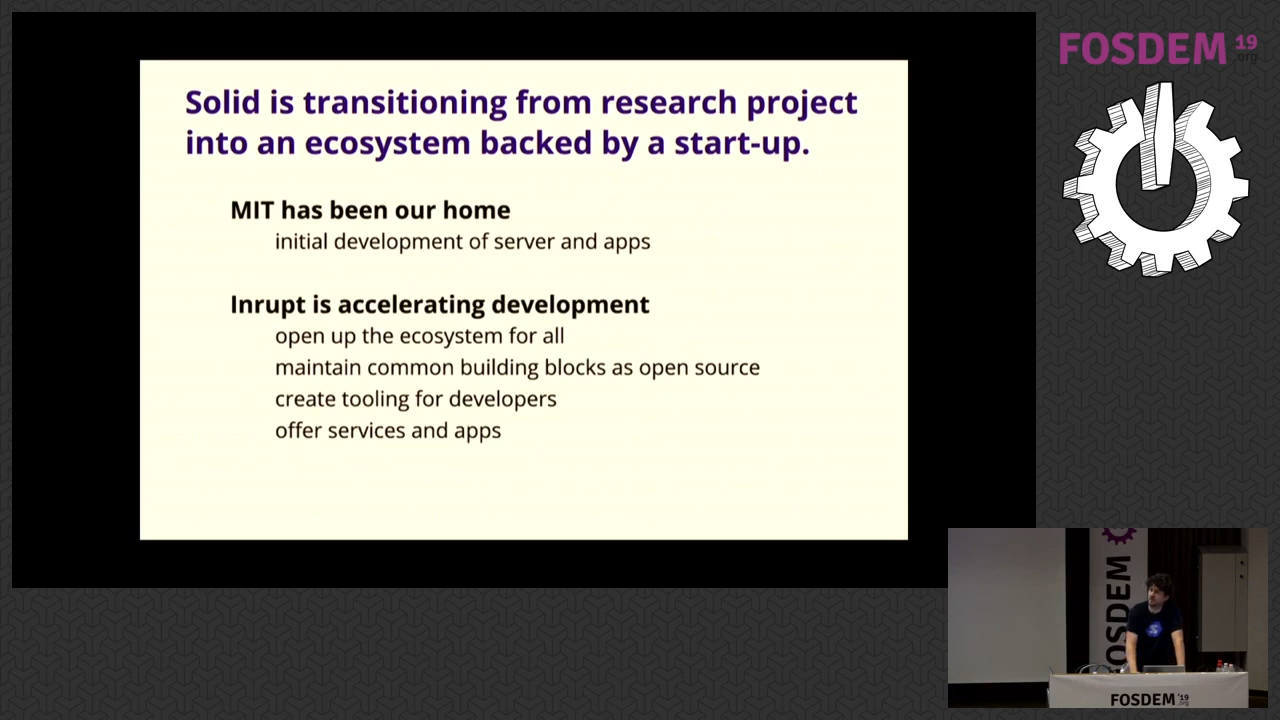 Solid is transitioning from research project
into an ecosystem backed by a start-up.
MIT has been our home
initial development of server and apps
Inrupt is accelerating development
open up the ecosystem for all
maintain common building blocks as open source
create tooling for developers
offer services and apps
FOSDEM 19
.org
OSDEM
FOSDEM '19
.org